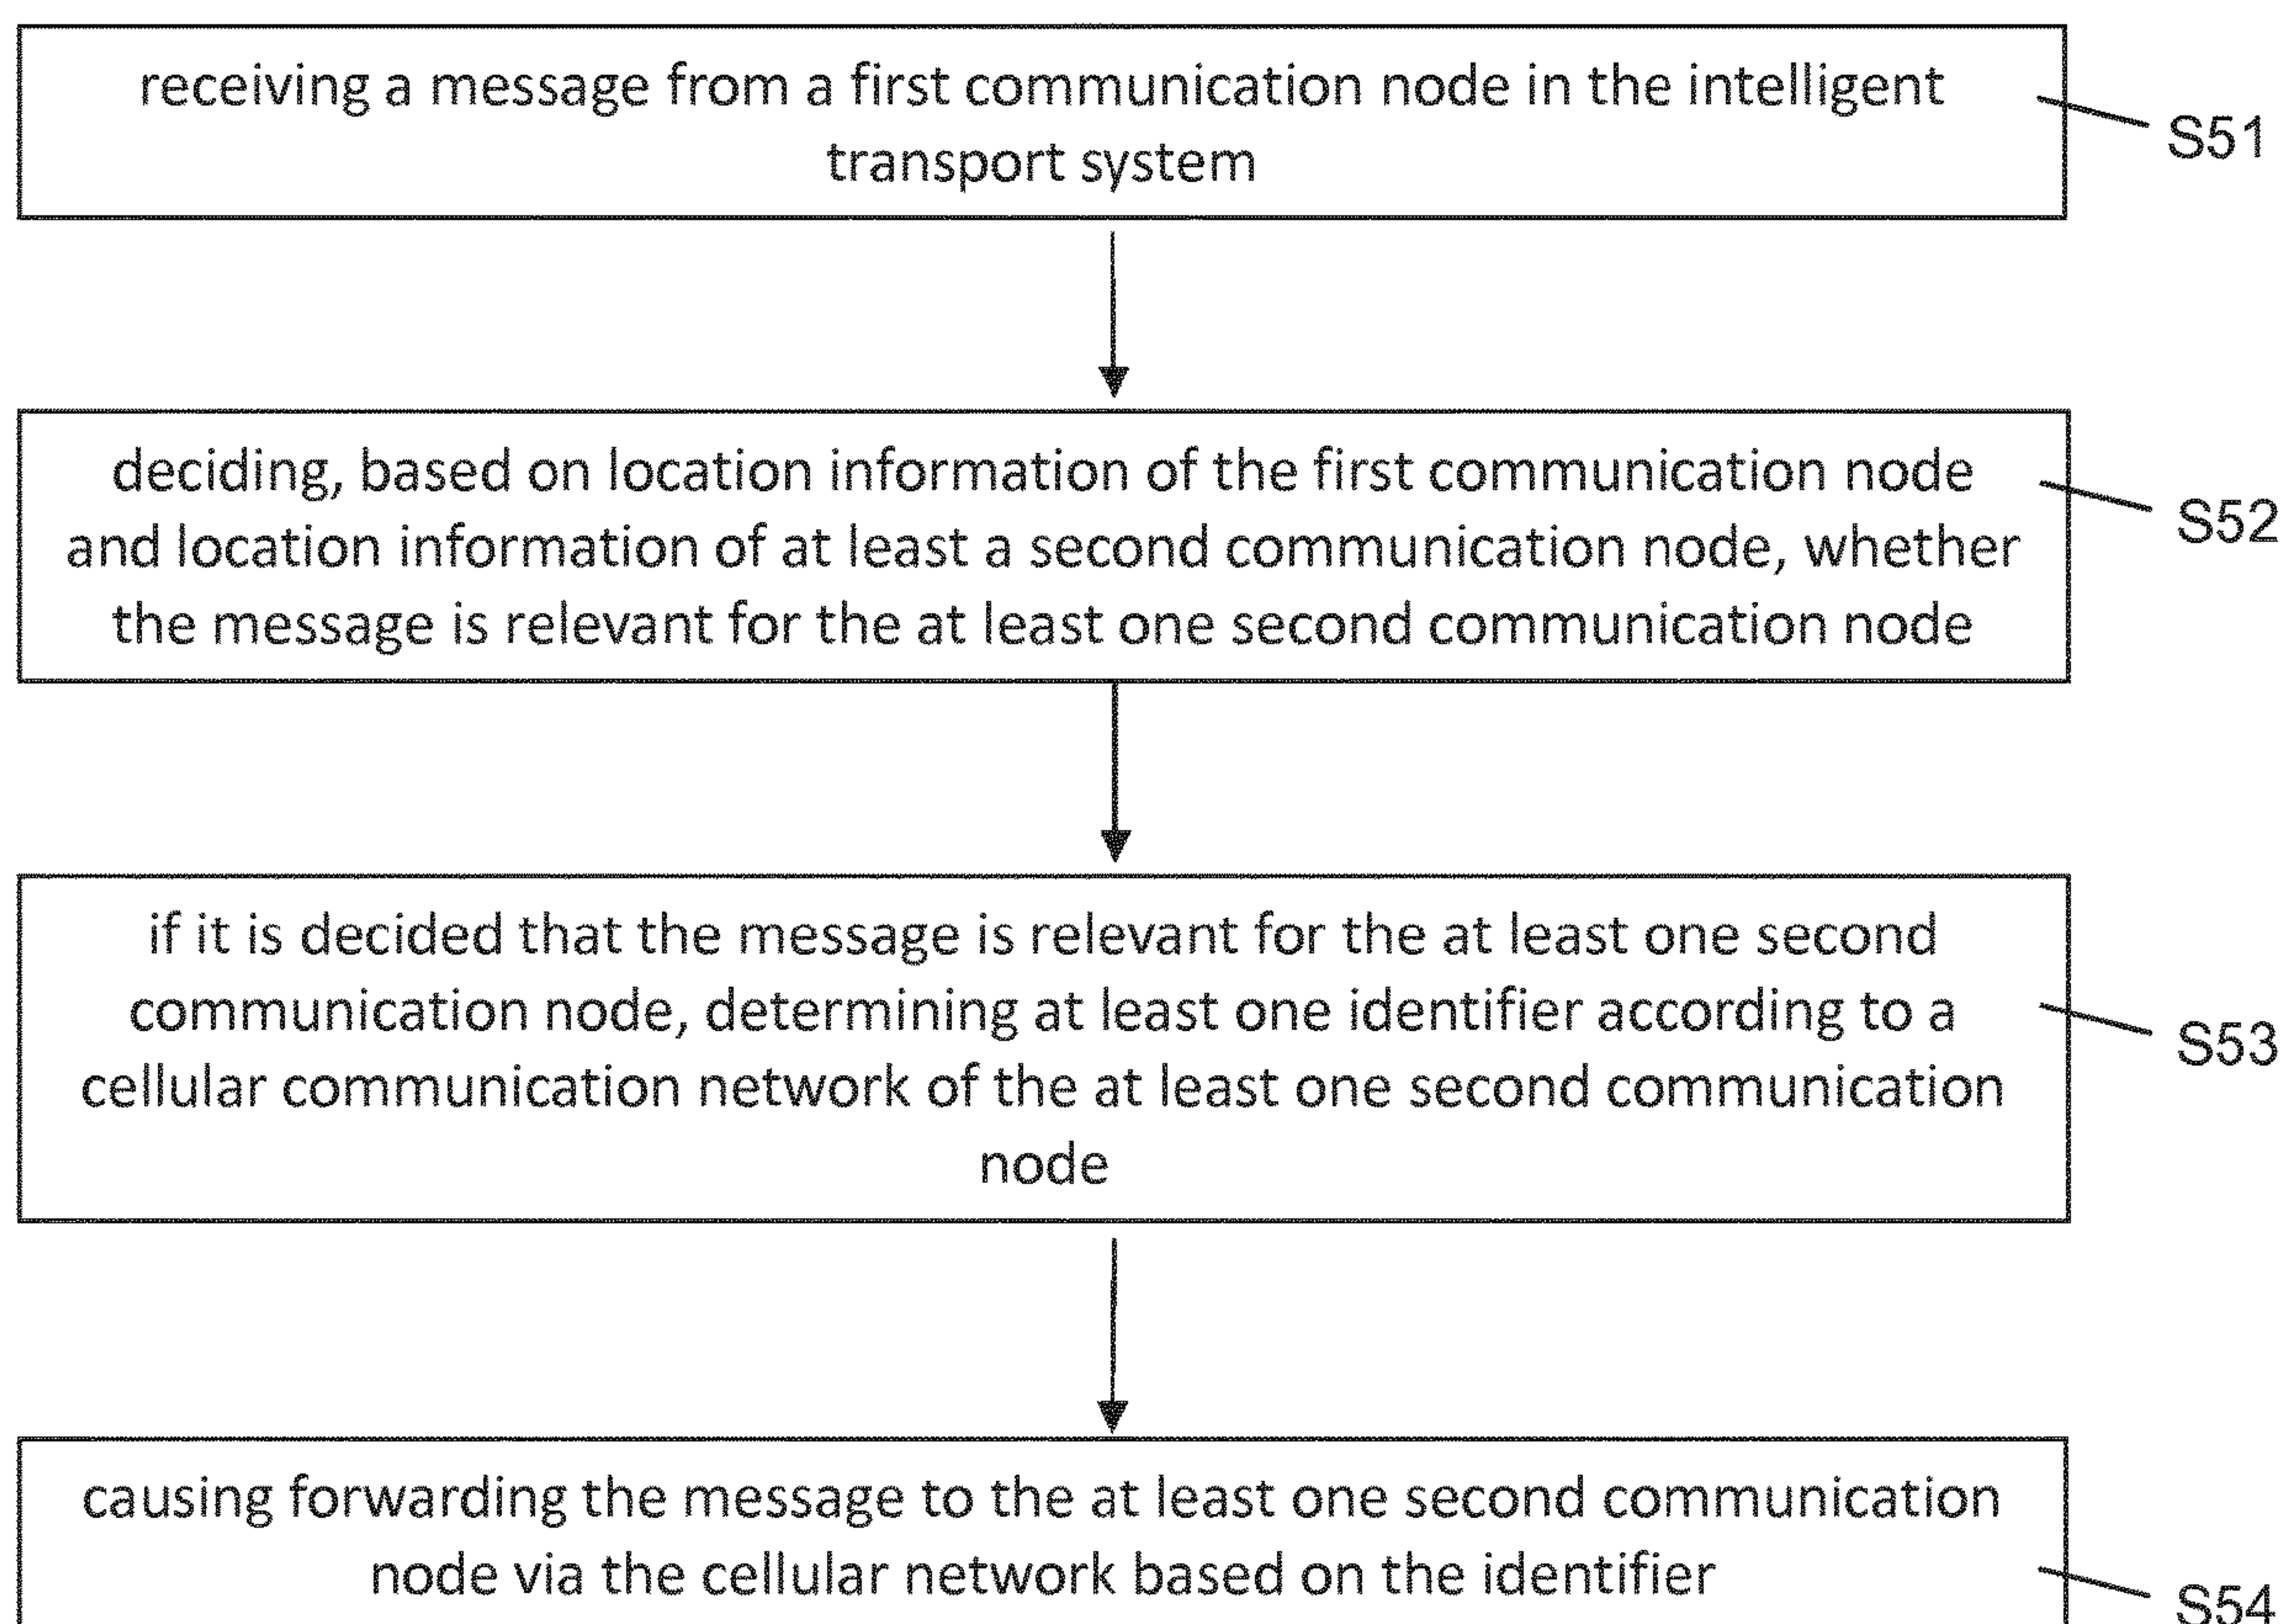 receiving a message from a first communication node in the intelligent
transport system
S51
deciding, based on location information of the first communication node
and location information of at least a second communication node, whether
the message is relevant for the at least one second communication node
S52
if it is decided that the message is relevant for the at least one second
communication node, determining at least one identifier according to a
cellular communication network of the at least one second communication
node
S53
causing forwarding the message to the at least one second communication
node via the cellular network based on the identifier
S54